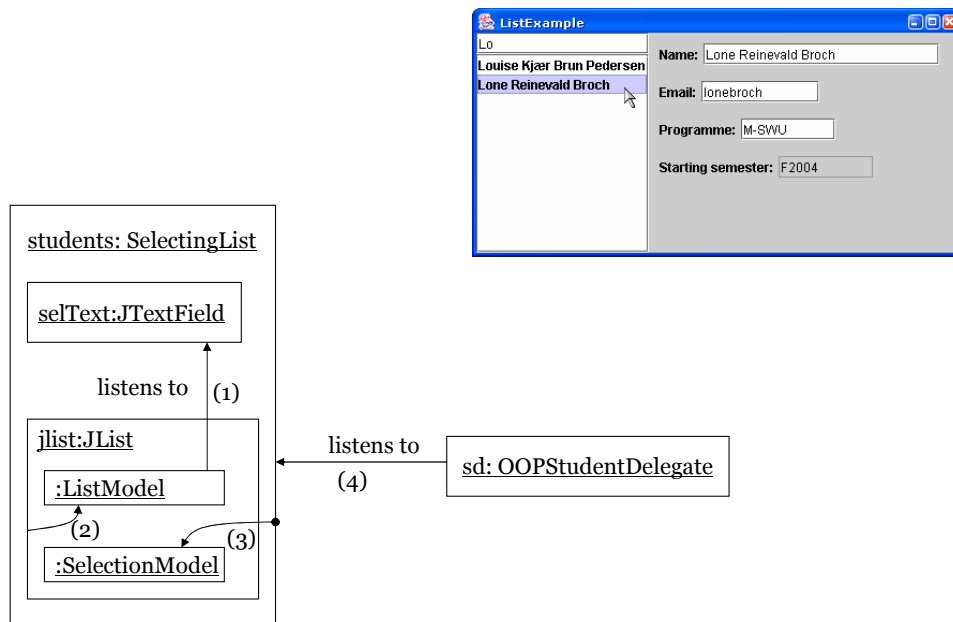 ListExample
Lo
Louise Kjær Brun Pedersen
Lone Reinevald Broch
Name: Lone Reinevald Broch
Email: lonebroch
Programme: M-SWU
Starting semester: F2004
students: SelectingList
selText:JTextField
listens to (1)
jlist:JList
:ListModel
(2)
(3)
:SelectionModel
listens to
(4)
sd: OOPStudentDelegate